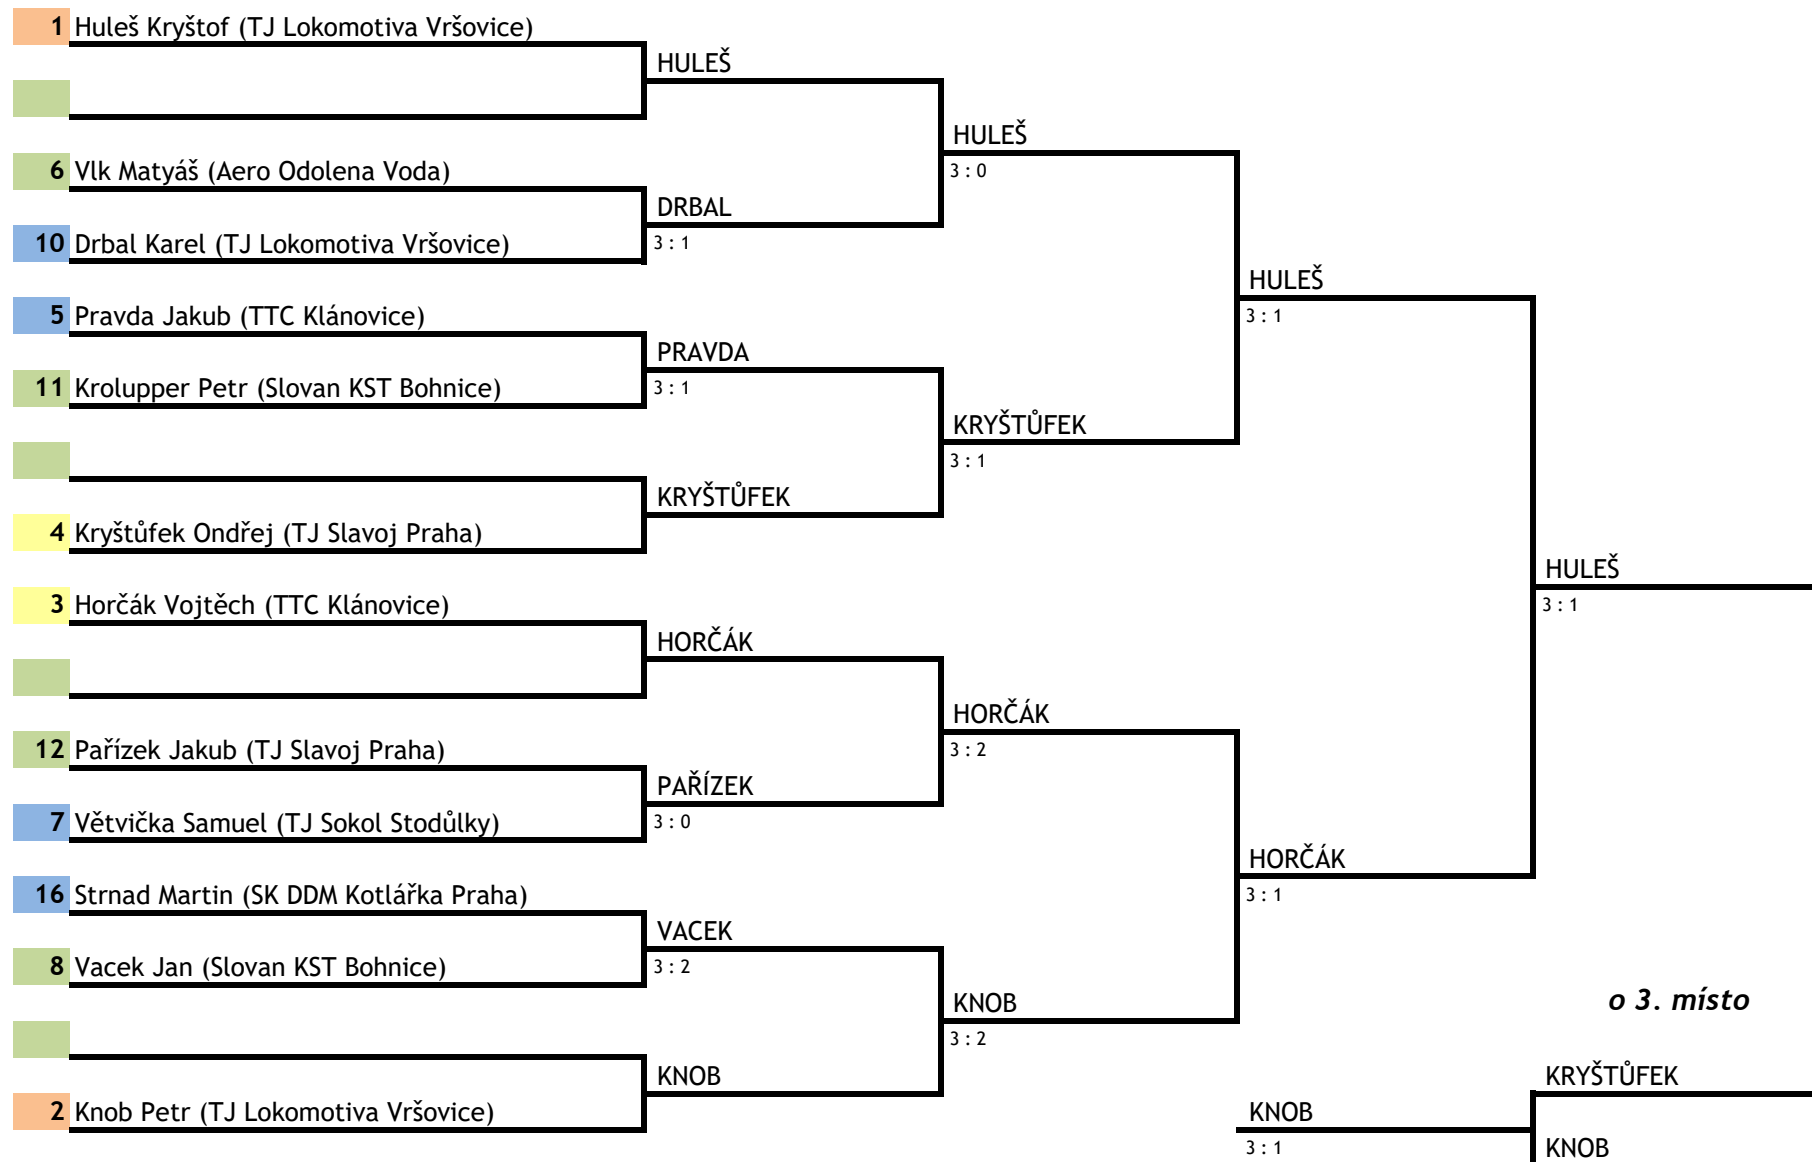 1 Huleš Kryštof (TJ Lokomotiva Vršovice)
HULEŠ
HULEŠ
3 : 0
6 Vlk Matyáš (Aero Odolena Voda)
DRBAL
3 : 1
10 Drbal Karel (TJ Lokomotiva Vršovice)
HULEŠ
3 : 1
5 Pravda Jakub (TTC Klánovice)
PRAVDA
3 : 1
11 Krolupper Petr (Slovan KST Bohnice)
KRYŠTŮFEK
3 : 1
KRYŠTŮFEK
4 Kryštůfek Ondřej (TJ Slavoj Praha)
HULEŠ
3 : 1
3 Horčák Vojtěch (TTC Klánovice)
HORČÁK
HORČÁK
3 : 2
12 Pařízek Jakub (TJ Slavoj Praha)
PAŘÍZEK
3 : 0
7 Větvička Samuel (TJ Sokol Stodůlky)
HORČÁK
3 : 1
16 Strnad Martin (SK DDM Kotlářka Praha)
VACEK
3 : 2
8 Vacek Jan (Slovan KST Bohnice)
KNOB
3 : 2
o 3. místo
KNOB
2 Knob Petr (TJ Lokomotiva Vršovice)
KRYŠTŮFEK
KNOB
3 : 1
KNOB